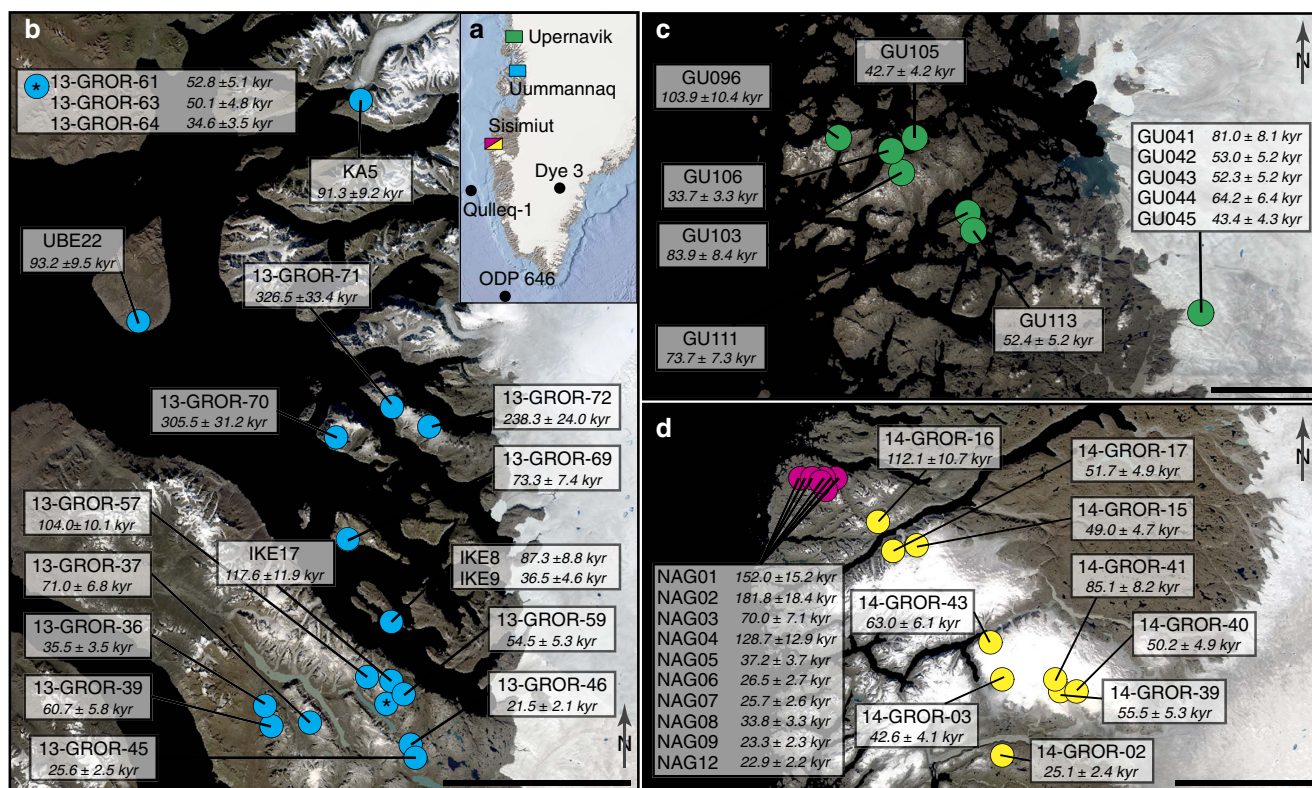 b
13-GROR-61 52.8 ±5.1 kyr
*
13-GROR-63 50.1 ±4.8 kyr
13-GROR-64 34.6 ±3.5 kyr
KA5
91.3 ±9.2 kyr
UBE22
93.2 ±9.5 kyr
13-GROR-71
326.5 ±33.4 kyr
13-GROR-70
305.5 ± 31.2 kyr
13-GROR-72
238.3 ± 24.0 kyr
13-GROR-69
73.3 ± 7.4 kyr
13-GROR-57
104.0±10.1 kyr
IKE17
117.6 ±11.9 kyr
IKE8 87.3 ±8.8 kyr
IKE9 36.5 ±4.6 kyr
13-GROR-37
71.0 ± 6.8 kyr
13-GROR-59
54.5 ± 5.3 kyr
13-GROR-36
35.5 ± 3.5 kyr
13-GROR-46
21.5 ± 2.1 kyr
13-GROR-39
60.7 ± 5.8 kyr
*
13-GROR-45
25.6 ± 2.5 kyr
N
a
Upernavik
Uummannaq
Sisimiut
Dye 3
Qulleq-1
ODP 646
c
GU105
42.7 ± 4.2 kyr
GU096
103.9 ±10.4 kyr
N
GU041 81.0 ± 8.1 kyr
GU042 53.0 ± 5.2 kyr
GU043 52.3 ± 5.2 kyr
GU044 64.2 ± 6.4 kyr
GU045 43.4 ± 4.3 kyr
GU106
33.7 ± 3.3 kyr
GU103
83.9 ± 8.4 kyr
GU113
52.4 ± 5.2 kyr
GU111
73.7 ± 7.3 kyr
d
14-GROR-16
112.1 ±10.7 kyr
14-GROR-17
51.7 ± 4.9 kyr
N
14-GROR-15
49.0 ± 4.7 kyr
14-GROR-41
85.1 ± 8.2 kyr
NAG01 152.0 ±15.2 kyr
NAG02 181.8 ±18.4 kyr
NAG03 70.0 ± 7.1 kyr
NAG04 128.7 ±12.9 kyr
NAG05 37.2 ± 3.7 kyr
NAG06 26.5 ± 2.7 kyr
NAG07 25.7 ± 2.6 kyr
NAG08 33.8 ± 3.3 kyr
NAG09 23.3 ± 2.3 kyr
NAG12 22.9 ± 2.2 kyr
14-GROR-43
63.0 ± 6.1 kyr
14-GROR-40
50.2 ± 4.9 kyr
14-GROR-39
55.5 ± 5.3 kyr
14-GROR-03
42.6 ± 4.1 kyr
14-GROR-02
25.1 ± 2.4 kyr